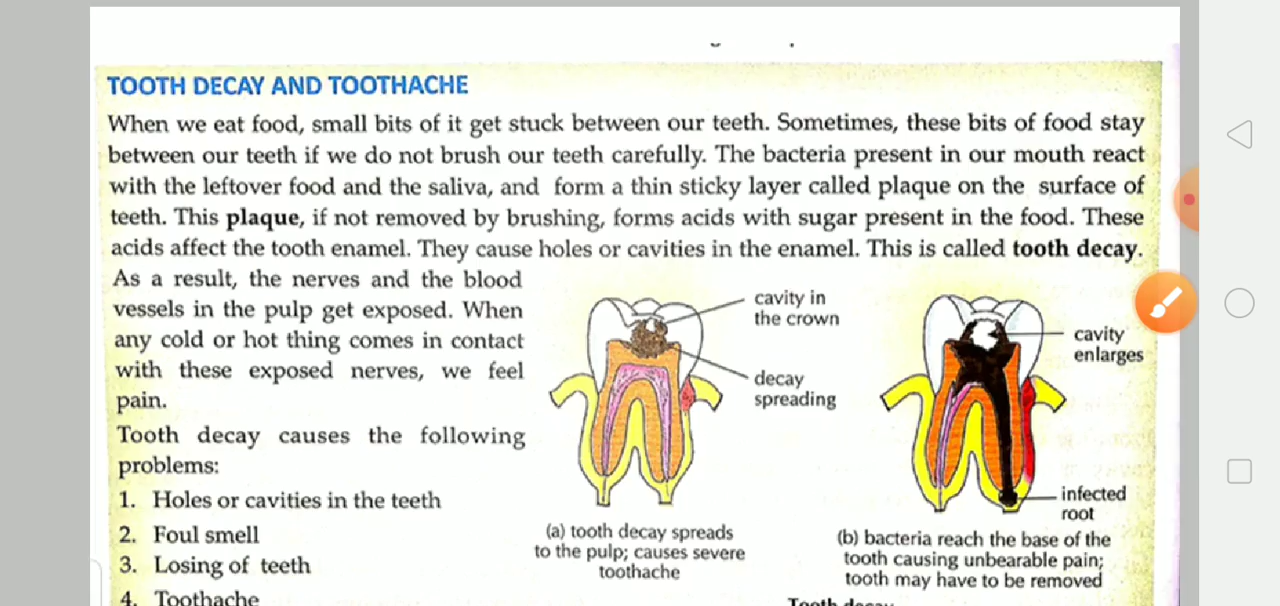 TOOTH DECAY AND TOOTHACHE
When we eat food, small bits of it get stuck between our teeth. Sometimes, these bits of food stay
between our teeth if we do not brush our teeth carefully. The bacteria present in our mouth react
with the leftover food and the saliva, and form a thin sticky layer called plaque on the surface of
teeth. This plaque, if not removed by brushing, forms acids with sugar present in the food. These
acids affect the tooth enamel. They cause holes or cavities in the enamel. This is called tooth decay.
As a result, the nerves and the blood
vessels in the pulp get exposed. When
any cold or hot thing comes in contact
with these exposed nerves, we feel
pain.
Tooth decay causes the following
problems:
1. Holes or cavities in the teeth
2. Foul smell
3. Losing of teeth
4. Toothache
cavity in
the crown
decay
spreading
(a) tooth decay spreads
to the pulp; causes severe
toothache
cavity
enlarges
infected
root
(b) bacteria reach the base of the
tooth causing unbearable pain;
tooth may have to be removed
Tooth decay